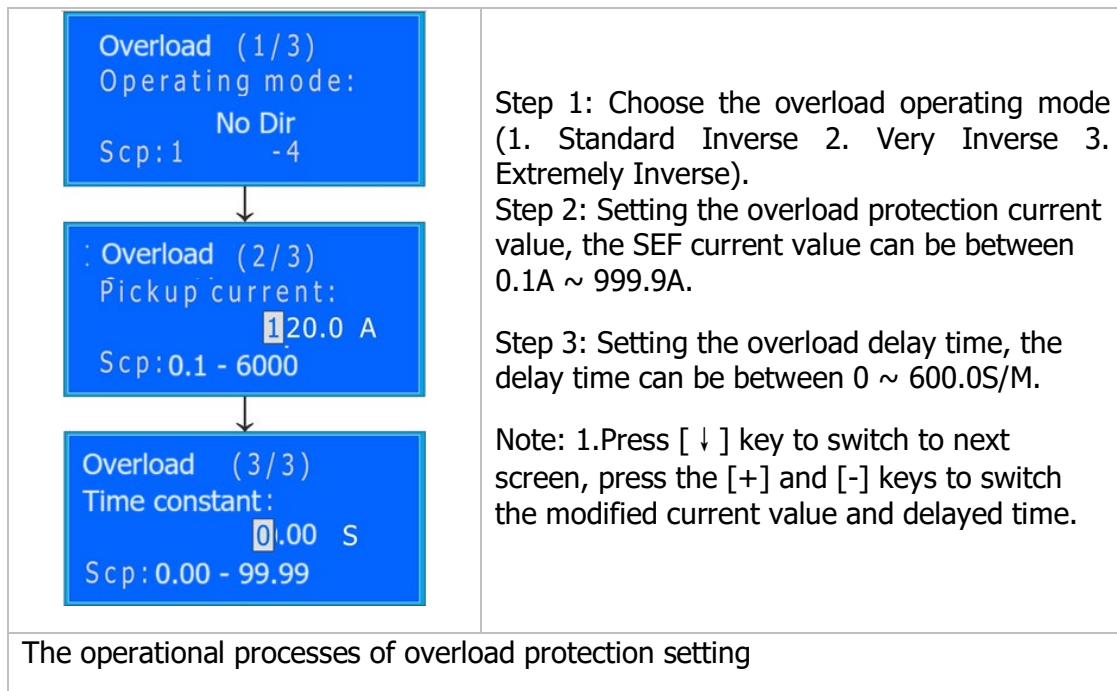 Overload (1/3)
Operating mode:
No Dir
Scp:1 -4
Overload (2/3)
Pickup current:
120.0 A
Scp:0.1 - 6000
Overload (3/3)
Time constant:
0.00 S
Scp:0.00 - 99.99
Step 1: Choose the overload operating mode
(1. Standard Inverse 2. Very Inverse 3.
Extremely Inverse).
Step 2: Setting the overload protection current
value, the SEF current value can be between
0.1A ~ 999.9A.
Step 3: Setting the overload delay time, the
delay time can be between 0 ~ 600.0S/M.
Note: 1.Press [ ↓ ] key to switch to next
screen, press the [+] and [-] keys to switch
the modified current value and delayed time.
The operational processes of overload protection setting